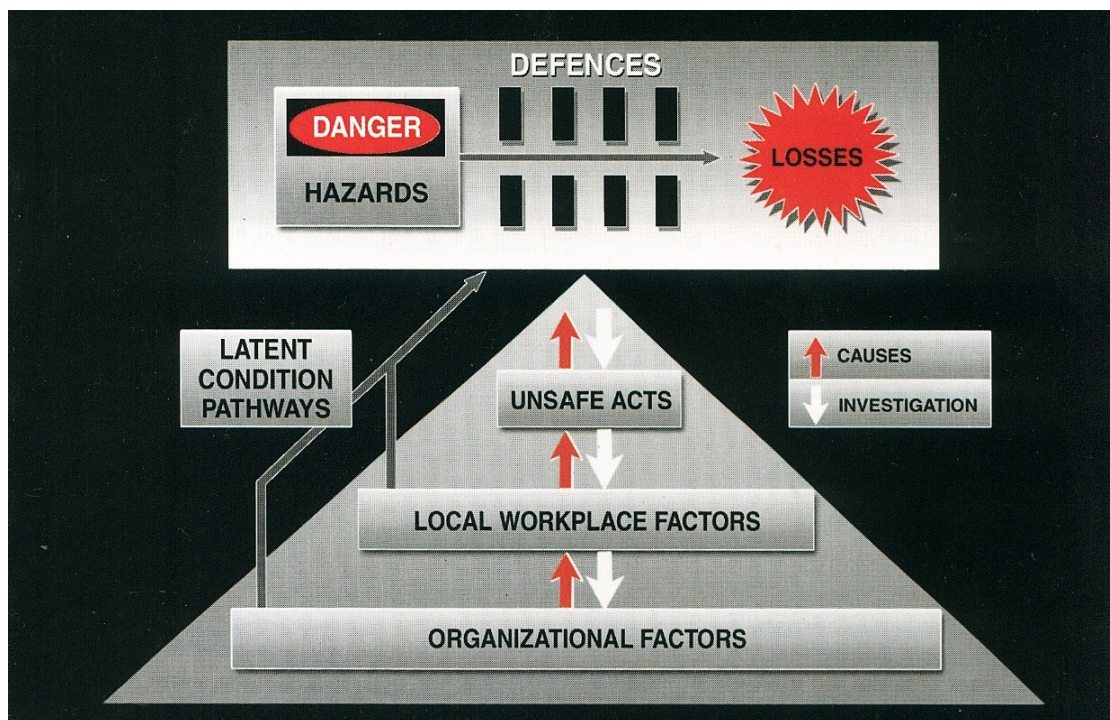 DEFENCES
DANGER
HAZARDS
LOSSES
LATENT
CONDITION
PATHWAYS
CAUSES
INVESTIGATION
UNSAFE ACTS
LOCAL WORKPLACE FACTORS
ORGANIZATIONAL FACTORS